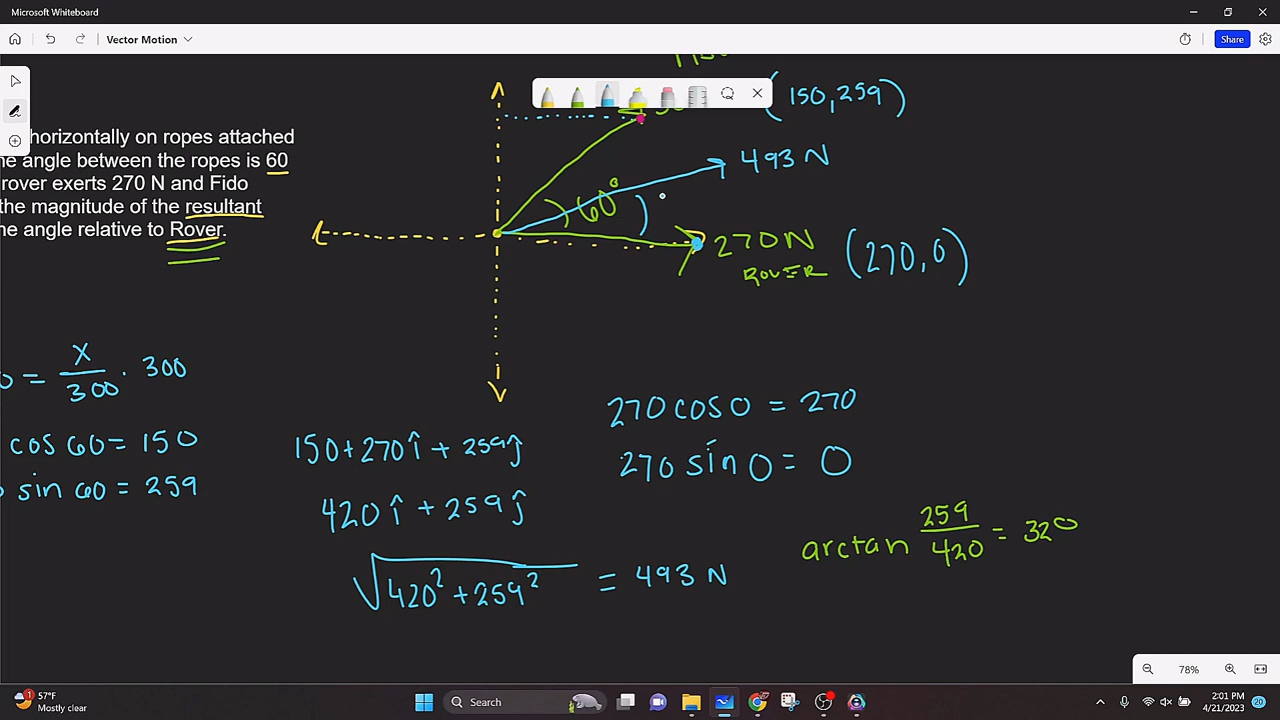 Microsoft Whiteboard
Vector Motion
Share
horizontally on ropes attached
he angle between the ropes is 60
rover exerts 270 N and Fido
the magnitude of the resultant
he angle relative to Rover.
(150,259)
493 N
60°
270N (270,0)
ROVER
= x/300 · 300
cos 60 = 150
sin 60 = 259
150+270î + 259ĵ
420î + 259ĵ
√420² + 259² = 493 N
270 cos 0 = 270
270 sin 0 = 0
arctan 259/420 = 32°
78%
57°F
Mostly clear
Search
2:01 PM
4/21/2023
20